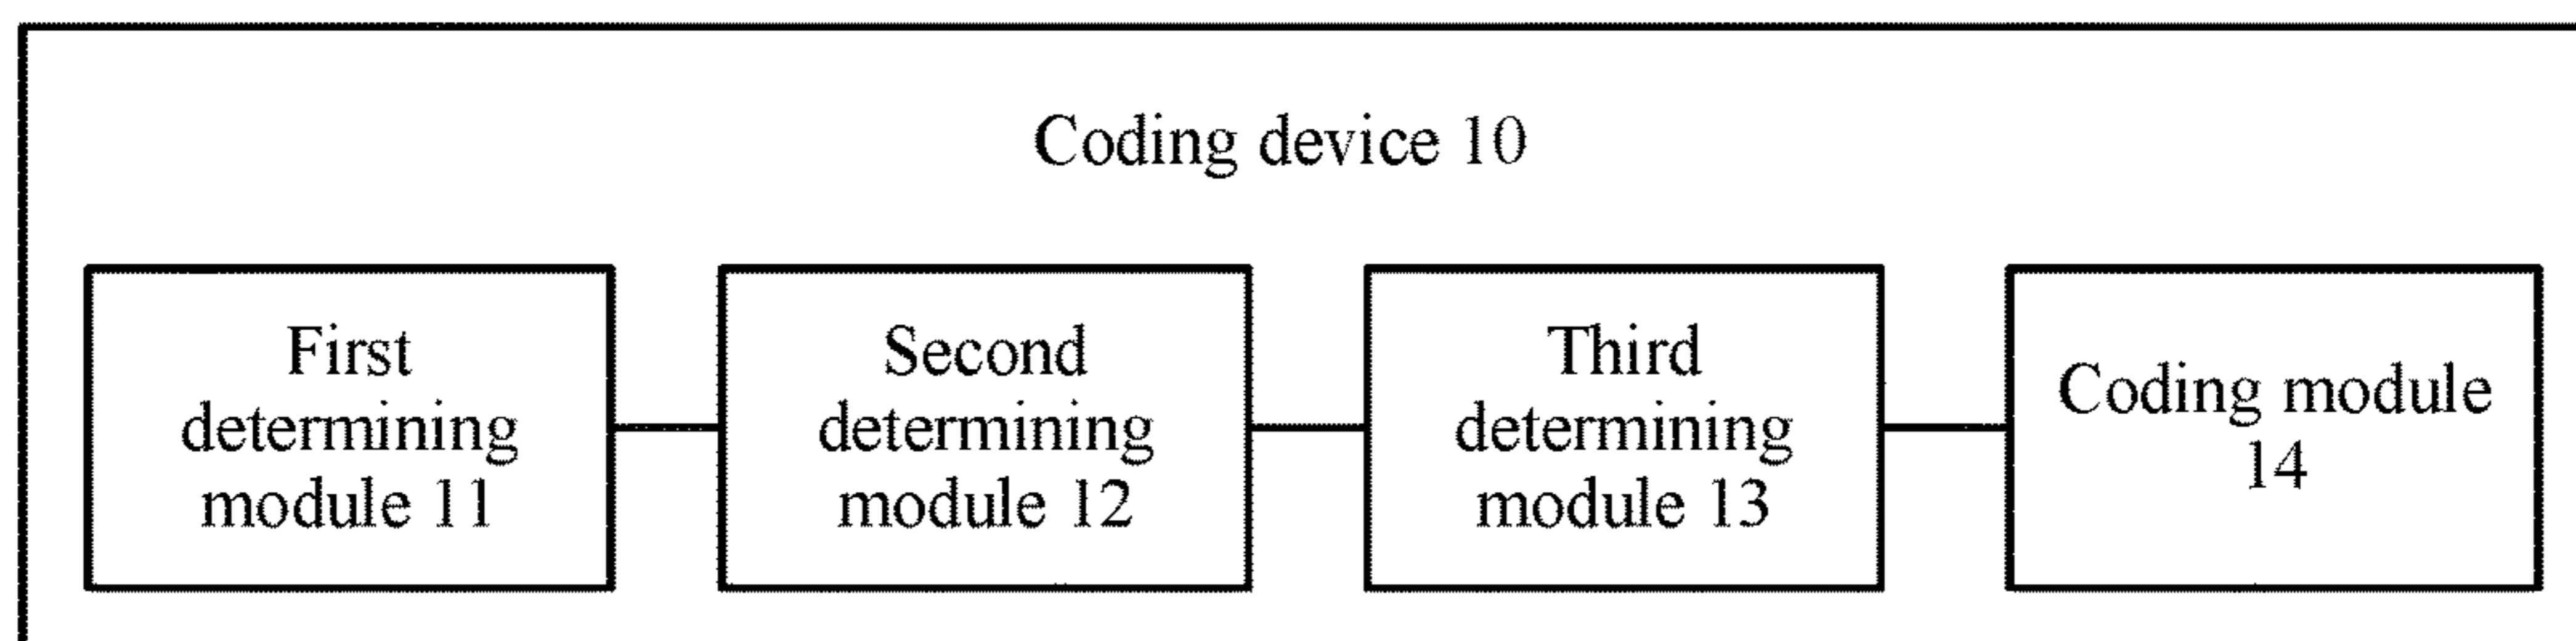 Coding device 10
First
determining
module 11
Second
determining
module 12
Third
determining
module 13
Coding module
14